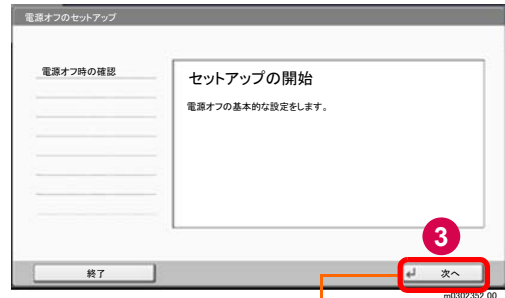 電源オフのセットアップ
電源オフ時の確認
セットアップの開始
電源オフの基本的な設定をします。
3
終了
次へ
m0302352_00